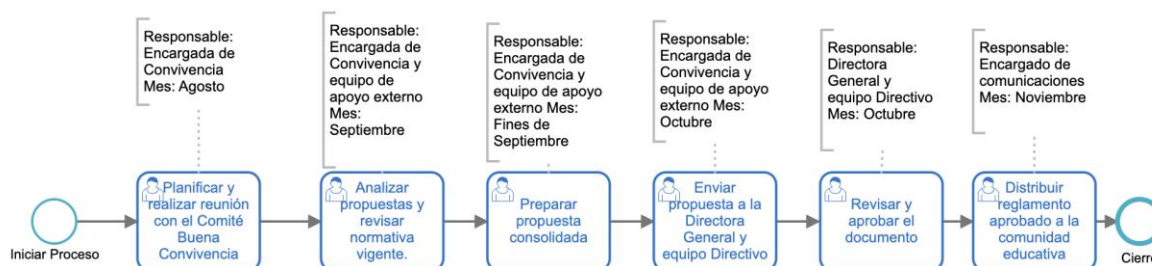 Responsable:
Encargada de
Convivencia
Mes: Agosto
Responsable:
Encargada de
Convivencia y
equipo de
apoyo externo
Mes:
Septiembre
Responsable:
Encargada de
Convivencia y
equipo de apoyo
externo Mes:
Fines de
Septiembre
Responsable:
Encargada de
Convivencia y
equipo de apoyo
externo Mes:
Octubre
Responsable:
Directora
General y
equipo Directivo
Mes: Octubre
Responsable:
Encargado de
comunicaciones
Mes: Noviembre
Iniciar Proceso
Planificar y
realizar reunión
con el Comité
Buena
Convivencia
Analizar
propuestas y
revisar
normativa
vigente.
Preparar
propuesta
consolidada
Enviar
propuesta a la
Directora
General y
equipo Directivo
Revisar y
aprobar el
documento
Distribuir
reglamento
aprobado a la
comunidad
educativa
Cierre